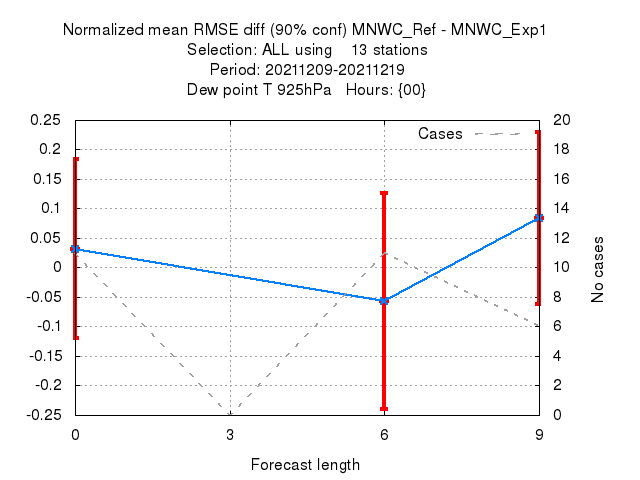 Normalized mean RMSE diff (90% conf) MNWC_Ref - MNWC_Exp1
Selection: ALL using 13 stations
Period: 20211209-20211219
Dew point T 925hPa Hours: {00}
Cases
0.25
0.2
0.15
0.1
0.05
0
-0.05
-0.1
-0.15
-0.2
-0.25
20
18
16
14
12
10
8
6
4
2
0
No cases
0 3 6 9
Forecast length